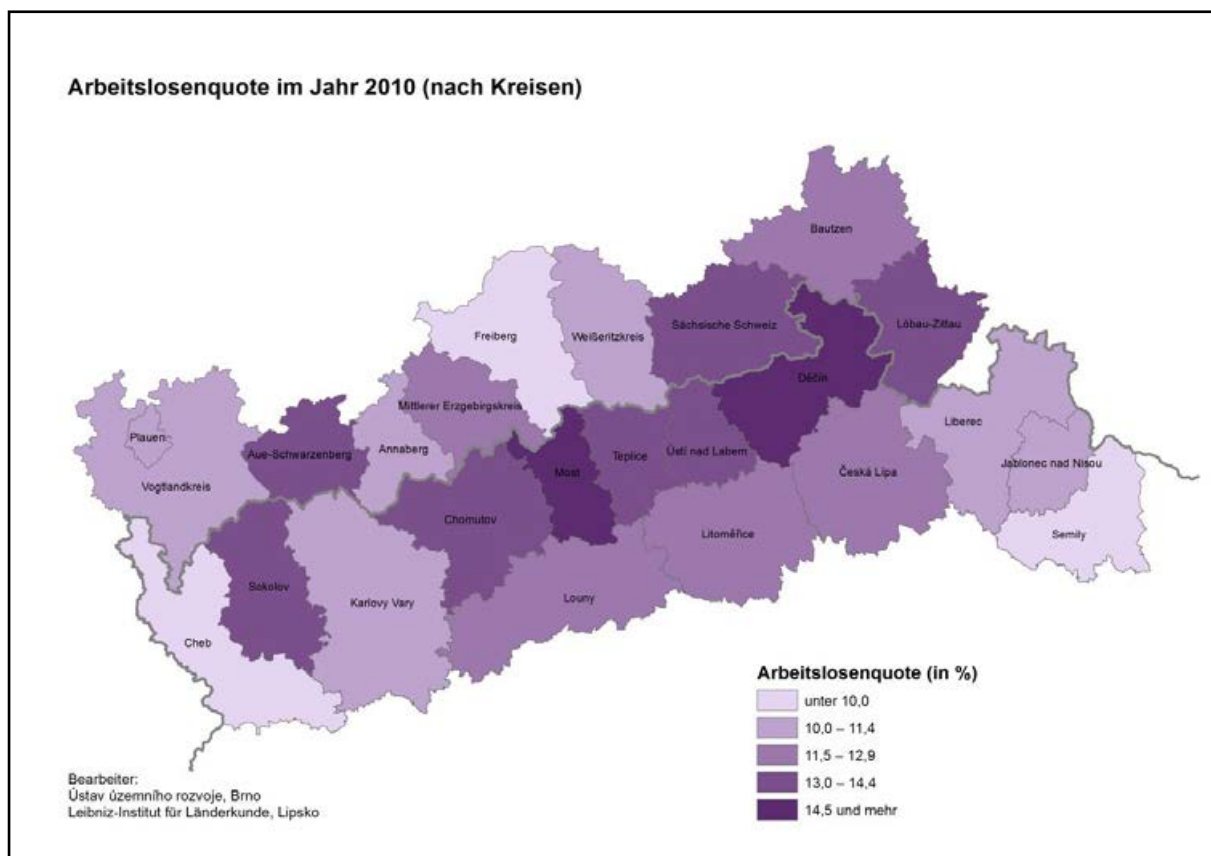 Arbeitslosenquote im Jahr 2010 (nach Kreisen)
Bautzen
Freiberg
Weißeritzkreis
Sächsische Schweiz
Löbau-Zittau
Děčín
Mittlerer Erzgebirgskreis
Liberec
Plauen
Aue-Schwarzenberg
Annaberg
Teplice
Ústí nad Labem
Most
Česká Lípa
Jablonec nad Nisou
Vogtlandkreis
Chomutov
Litoměřice
Semily
Sokolov
Karlovy Vary
Louny
Cheb
Arbeitslosenquote (in %)
unter 10,0
10,0 – 11,4
11,5 – 12,9
13,0 – 14,4
14,5 und mehr
Bearbeiter:
Ústav územního rozvoje, Brno
Leibniz-Institut für Länderkunde, Lipsko